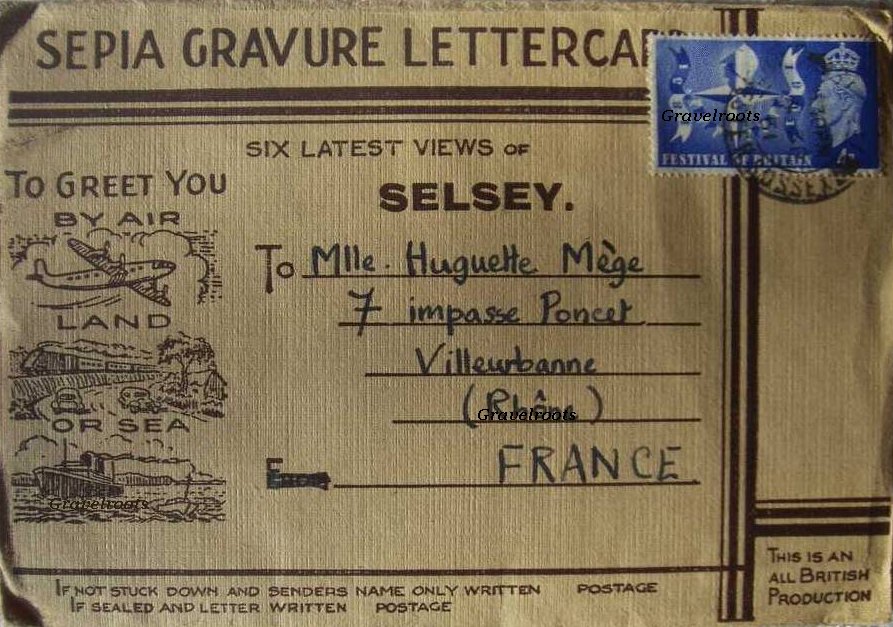 SEPIA GRAVURE LETTERCAR
Gravelroots
FESTIVAL OF BRITAIN 4D
SIX LATEST VIEWS OF
SELSEY.
TO GREET YOU
BY AIR
LAND
OR SEA
To Mlle. Huguette Mège
7 impasse Poncet
Villeurbanne
(Rhône)
Gravelroots
FRANCE
Gravelroots
IF NOT STUCK DOWN AND SENDERS NAME ONLY WRITTEN POSTAGE
IF SEALED AND LETTER WRITTEN POSTAGE
THIS IS AN
ALL BRITISH
PRODUCTION